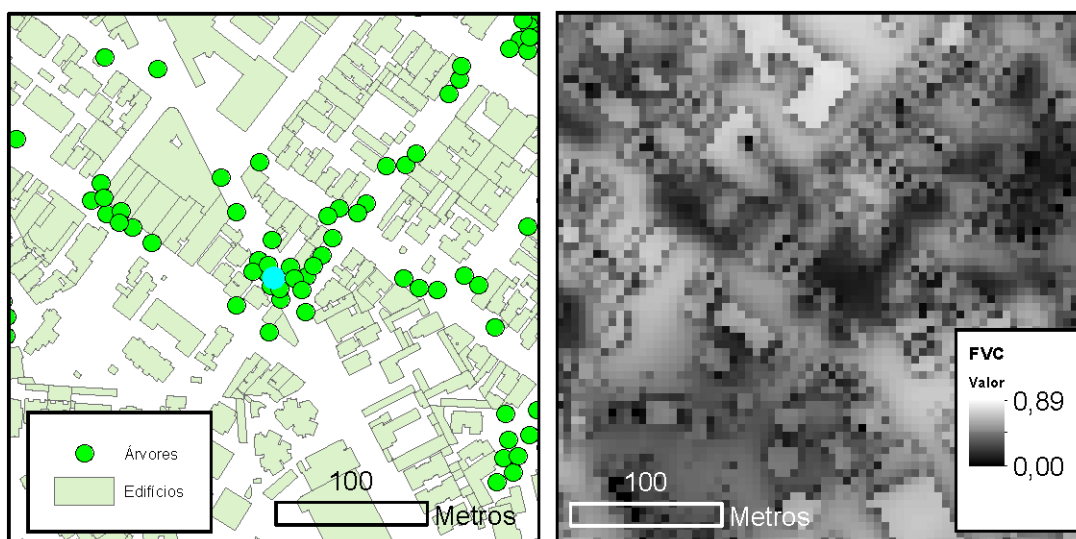 Árvores
Edifícios
100
Metros
FVC
Valor
0,89
0,00
100
Metros